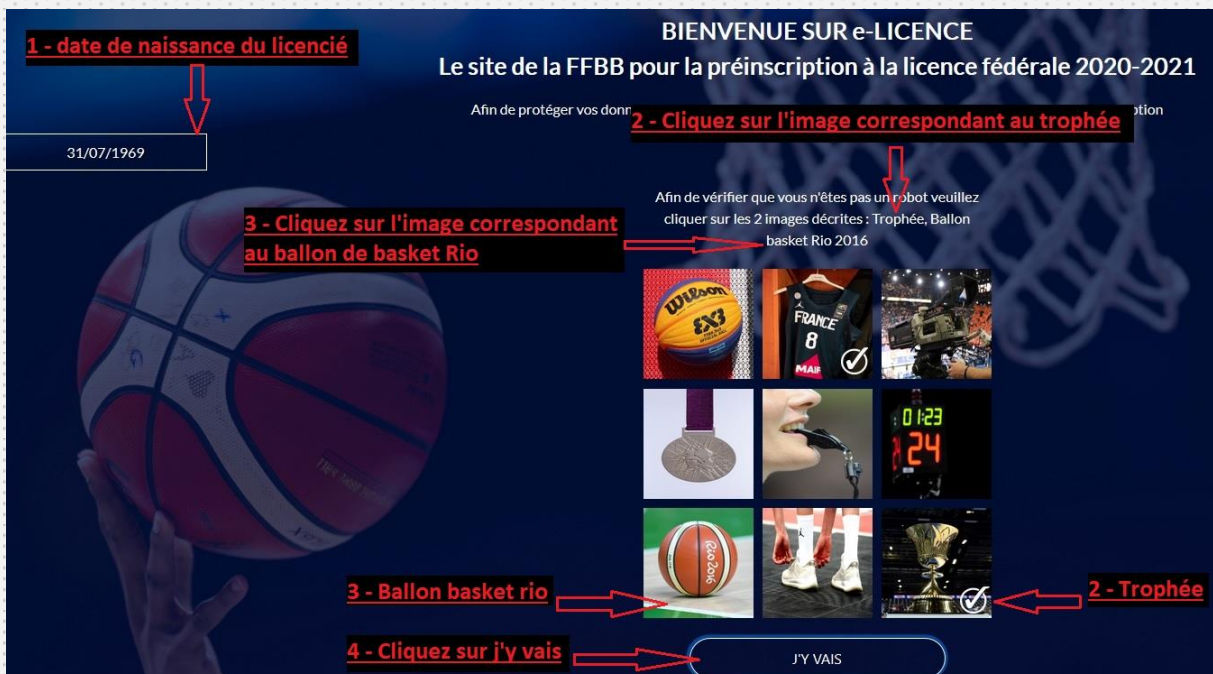 BIENVENUE SUR e-LICENCE
1 - date de naissance du licencié
Le site de la FFBB pour la préinscription à la licence fédérale 2020-2021
Afin de protéger vos donn
ption
2 - Cliquez sur l'image correspondant au trophée
31/07/1969
Afin de vérifier que vous n'êtes pas un robot veuillez
cliquer sur les 2 images décrites : Trophée, Ballon
basket Rio 2016
3 - Cliquez sur l'image correspondant
au ballon de basket Rio
Wilson
3X3
FRANCE
8
MAIF
01:23
24
Rio 2016
3 - Ballon basket rio
2 - Trophée
4 - Cliquez sur j'y vais
J'Y VAIS